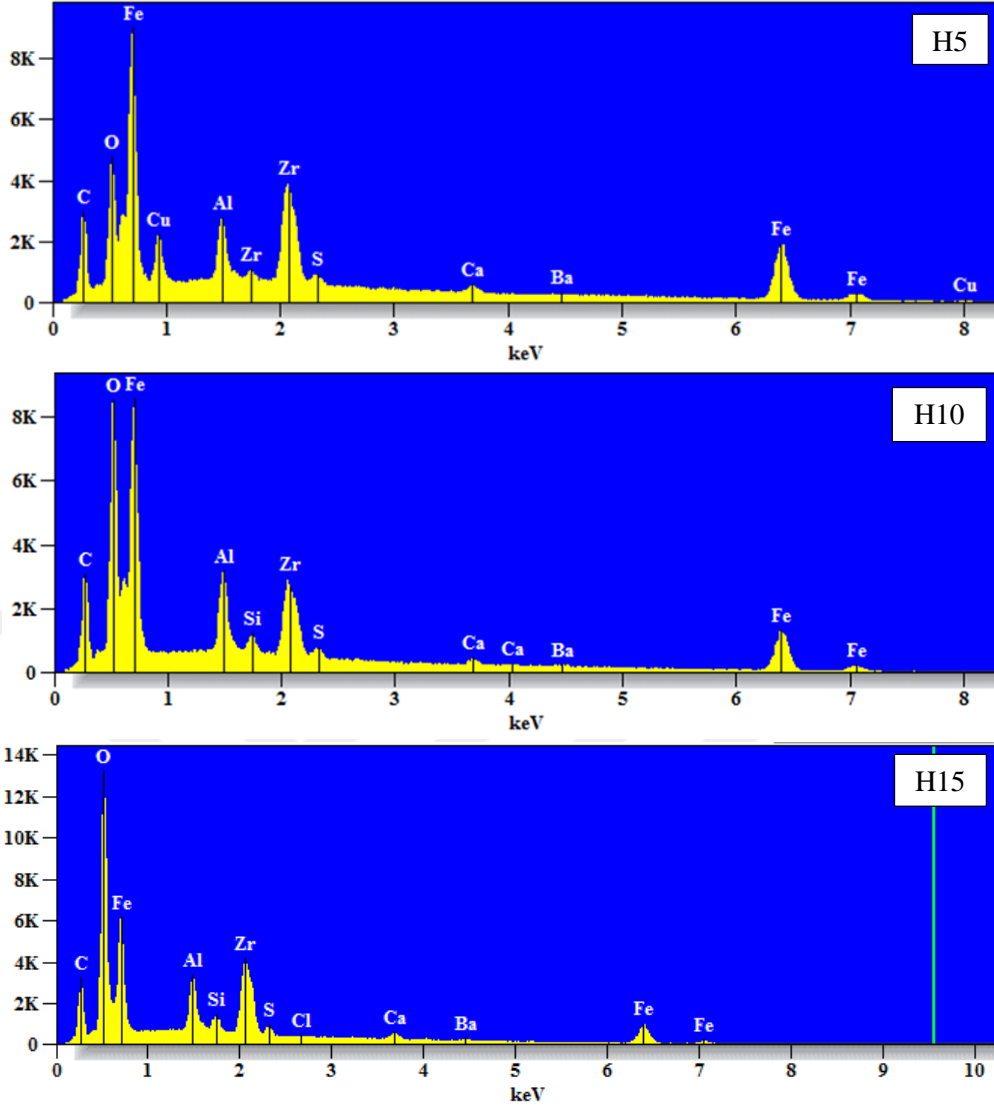 H5
Fe
8K
6K
O
4K
Zr
C
Al
Cu
Fe
2K
Zr
S
Ca
Ba
Fe
Cu
0
0 1 2 3 4 5 6 7 8
keV
H10
O Fe
8K
6K
4K
C
Al
Zr
2K
Si
Fe
S
Ca Ca Ba Fe
0
0 1 2 3 4 5 6 7 8
keV
14K
O
H15
12K
10K
8K
Fe
6K
Zr
4K
C
Al
2K
Si
S
Cl
Ca
Ba
Fe
Fe
0
0 1 2 3 4 5 6 7 8 9 10
keV